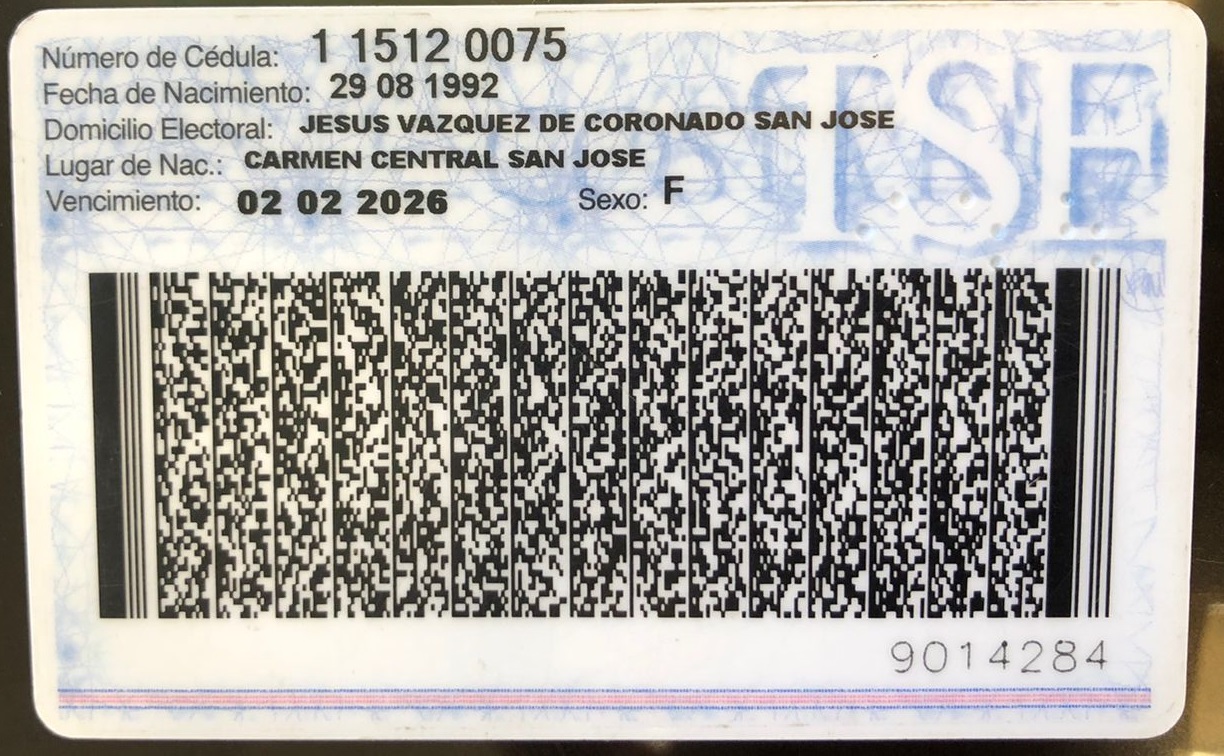 Número de Cédula: 1 1512 0075
Fecha de Nacimiento: 29 08 1992
Domicilio Electoral: JESUS VAZQUEZ DE CORONADO SAN JOSE
Lugar de Nac.: CARMEN CENTRAL SAN JOSE
Vencimiento: 02 02 2026 Sexo: F
TSE
9014284